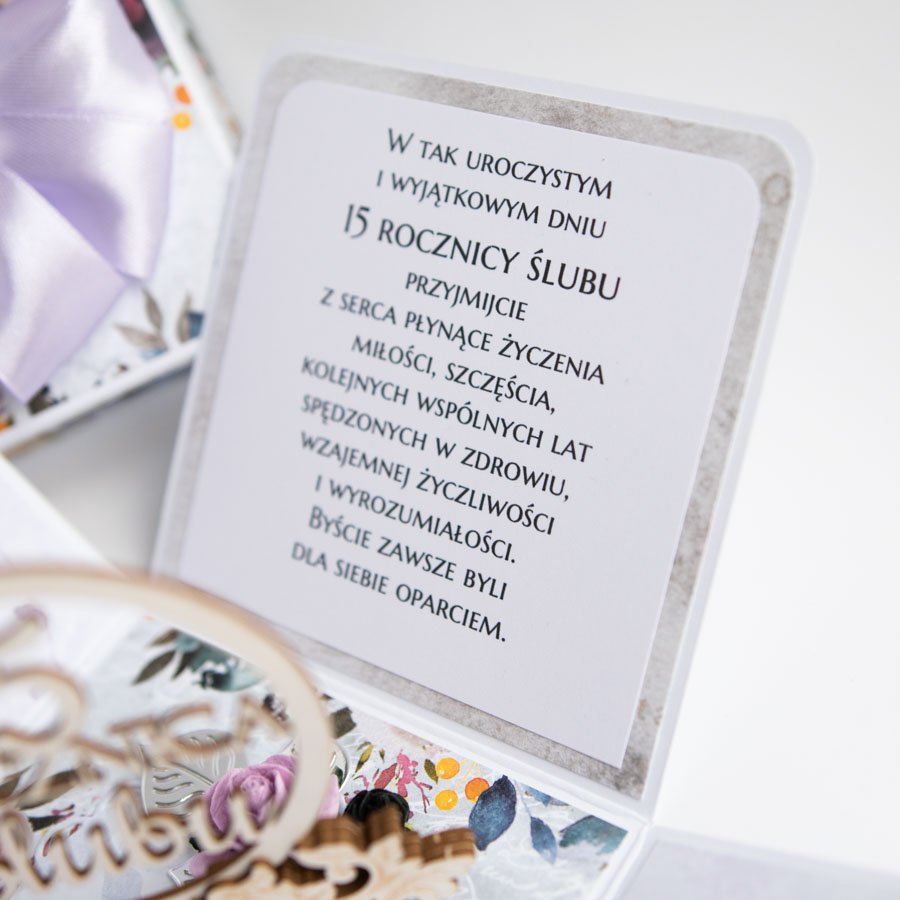 W TAK UROCZYSTYM
I WYJĄTKOWYM DNIU
15 ROCZNICY ŚLUBU
PRZYJMIJCIE
Z SERCA PŁYNĄCE ŻYCZENIA
MIŁOŚCI, SZCZĘŚCIA,
KOLEJNYCH WSPÓLNYCH LAT
SPĘDZONYCH W ZDROWIU,
WZAJEMNEJ ŻYCZLIWOŚCI
I WYROZUMIAŁOŚCI.
BYŚCIE ZAWSZE BYLI
DLA SIEBIE OPARCIEM.